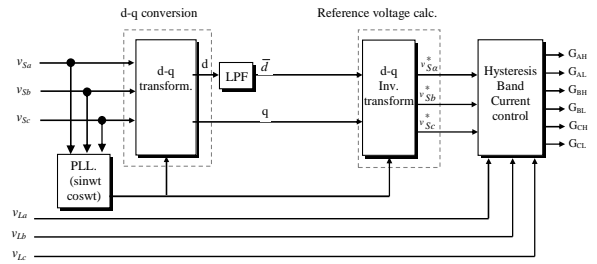 d-q conversion
Reference voltage calc.
vSa
vSb
vSc
d-q
transform.
d
LPF
d̅
q
d-q
Inv.
transform
v*Sa
v*Sb
v*Sc
Hysteresis
Band
Current
control
GAH
GAL
GBH
GBL
GCH
GCL
PLL.
(sinwt
coswt)
vLa
vLb
vLc